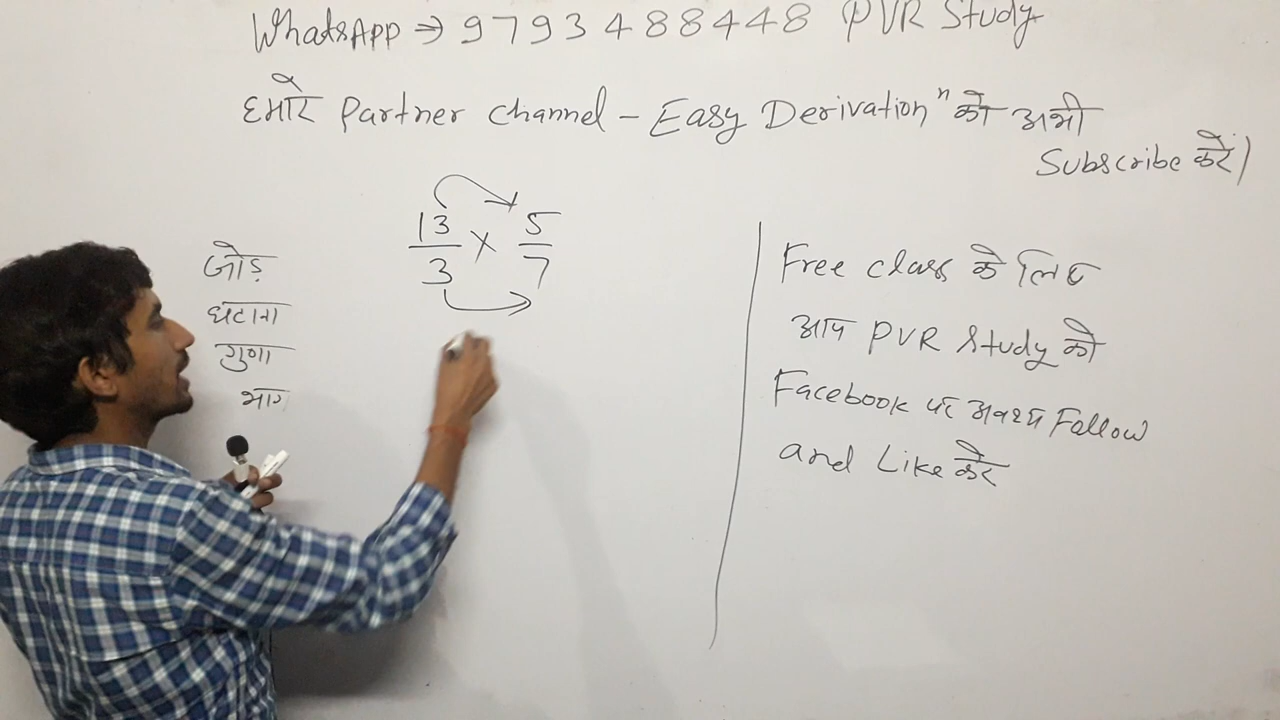 WhatsApp ⇒ 9793488448 PVR Study
हमारे Partner Channel - Easy Derivationⁿ को अभी
Subscribe करें।
जोड़
घटाना
गुणा
भाग
13/3 × 5/7
Free class के लिए
आप PVR Study को
Facebook पर अवश्य Follow
and Like करें